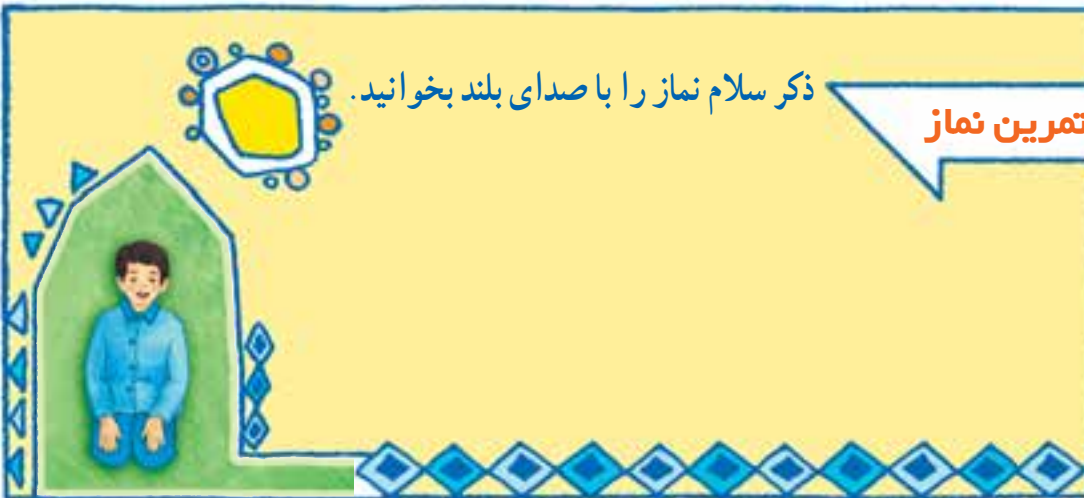 تمرین نماز
ذکر سلام نماز را با صدای بلند بخوانید.